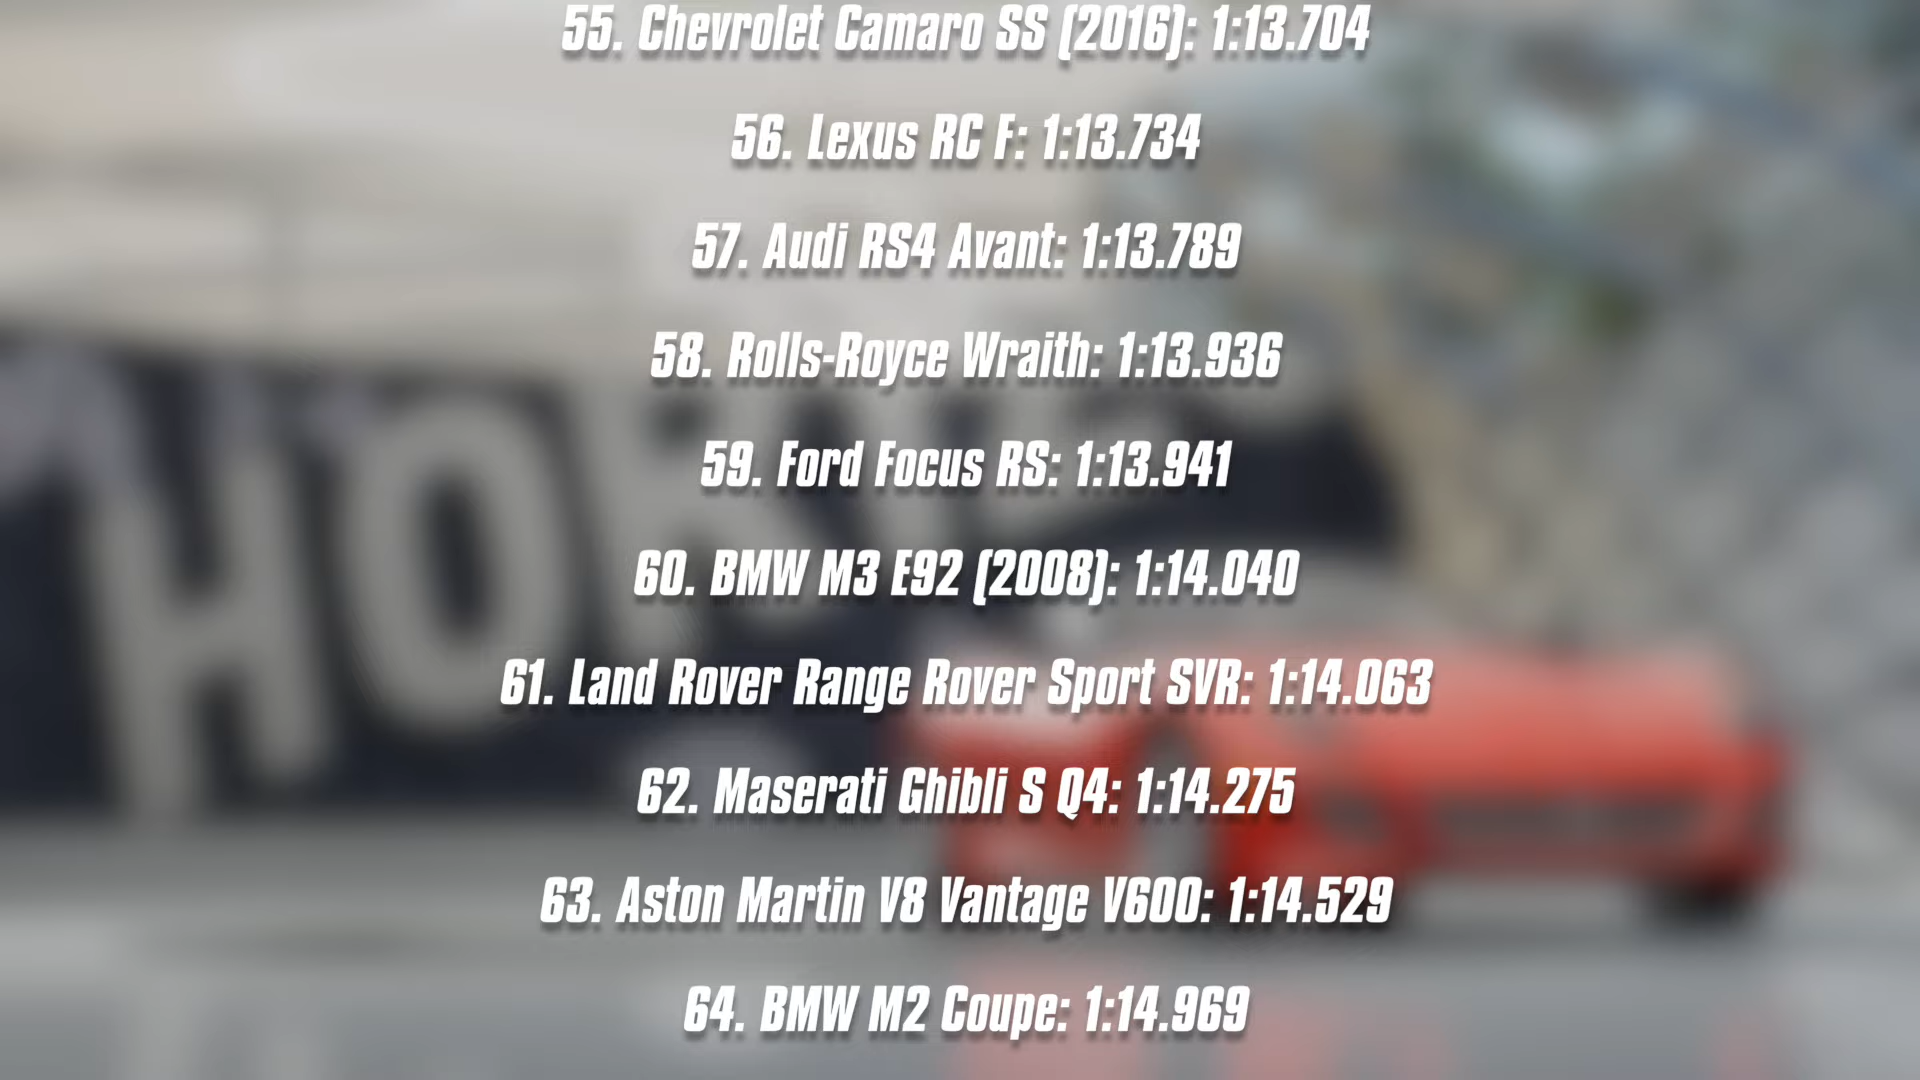 55. Chevrolet Camaro SS (2016): 1:13.704
56. Lexus RC F: 1:13.734
57. Audi RS4 Avant: 1:13.789
58. Rolls-Royce Wraith: 1:13.936
59. Ford Focus RS: 1:13.941
60. BMW M3 E92 (2008): 1:14.040
61. Land Rover Range Rover Sport SVR: 1:14.063
62. Maserati Ghibli S Q4: 1:14.275
63. Aston Martin V8 Vantage V600: 1:14.529
64. BMW M2 Coupe: 1:14.969